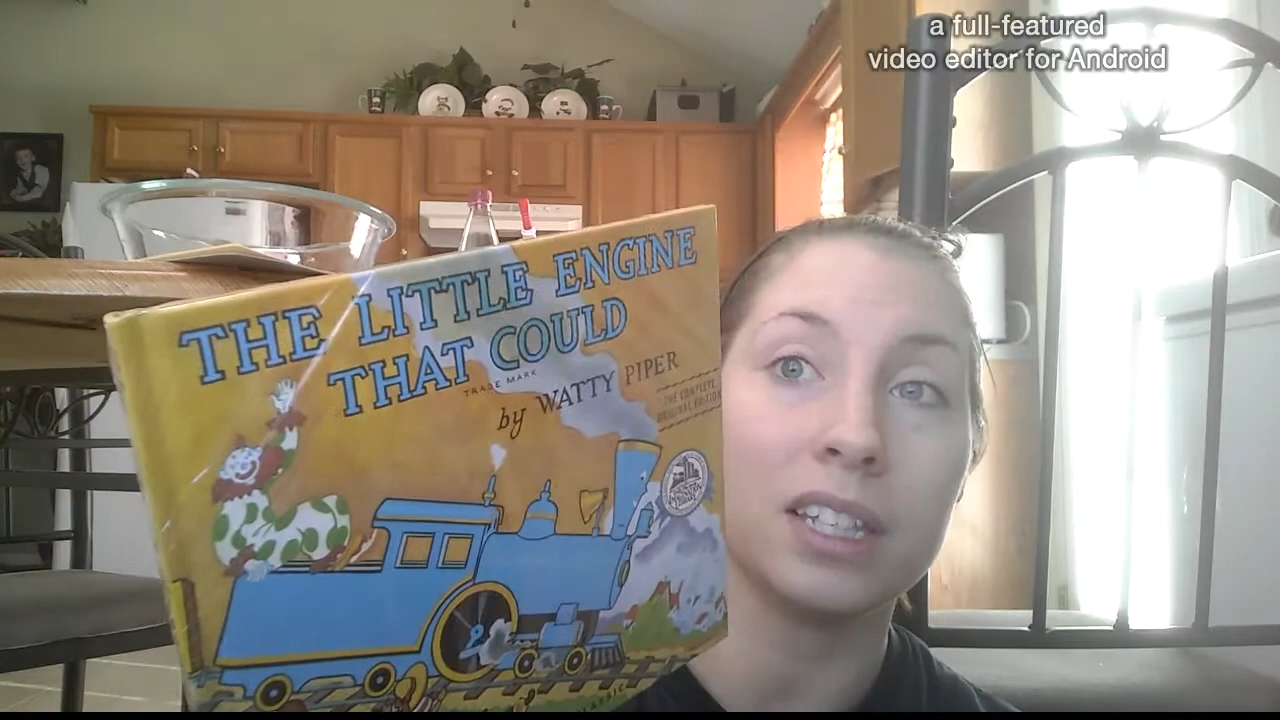 a full-featured
video editor for Android
THE LITTLE ENGINE
THAT COULD
TRADE MARK
by WATTY PIPER
THE COMPLETE
ORIGINAL EDITION
CLASSIC